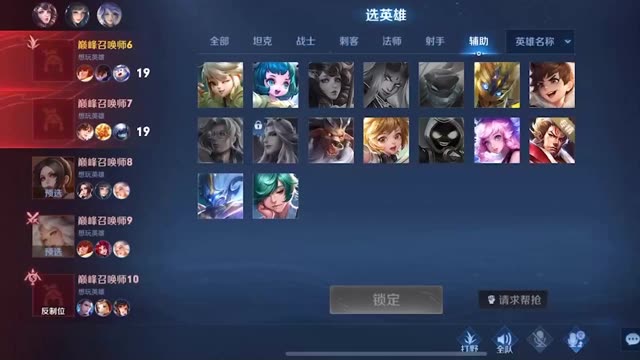 选英雄
全部 坦克 战士 刺客 法师 射手 辅助 英雄名称
巅峰召唤师6
想玩英雄
19
巅峰召唤师7
想玩英雄
19
巅峰召唤师8
想玩英雄
预选
巅峰召唤师9
想玩英雄
预选
巅峰召唤师10
想玩英雄
反制位
锁定
请求帮抢
打野 全队